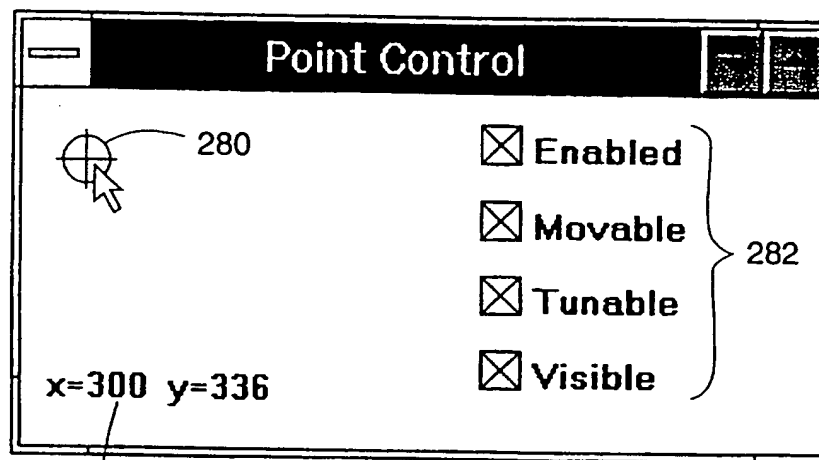 Point Control
280
Enabled
Movable
282
Tunable
x=300 y=336
Visible